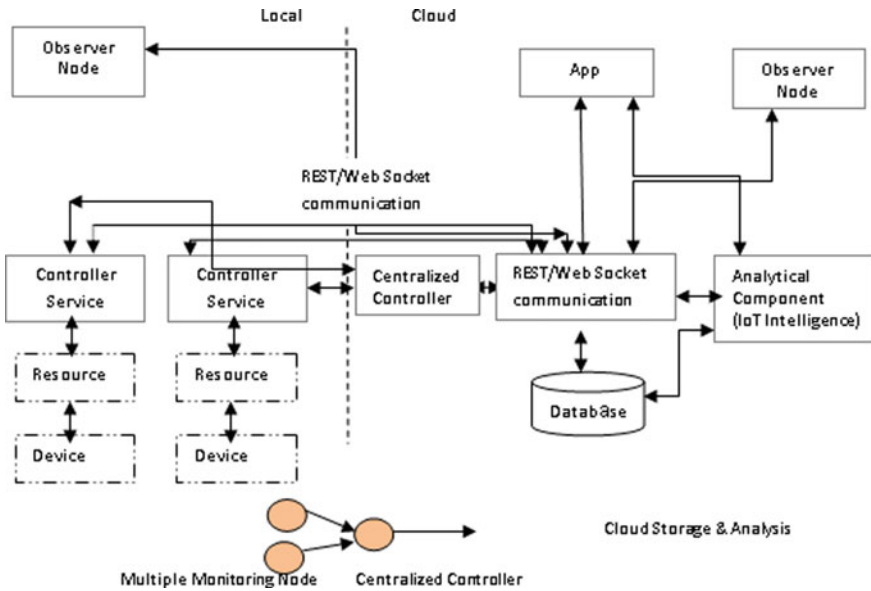 Local
Cloud
Observer
Node
App
Observer
Node
REST/Web Socket
communication
Controller
Service
Controller
Service
Centralized
Controller
REST/Web Socket
communication
Analytical
Component
(IoT Intelligence)
Resource
Resource
Database
Device
Device
Cloud Storage & Analysis
Multiple Monitoring Node
Centralized Controller